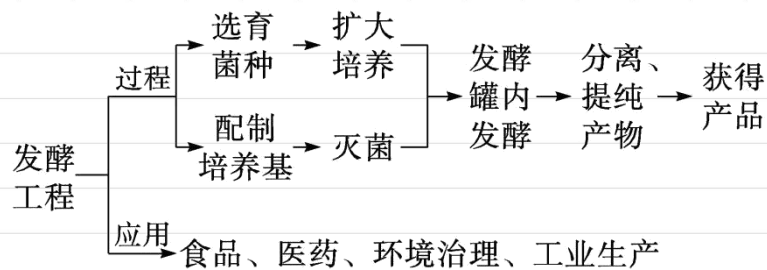 发酵
工程
过程
选育
菌种
扩大
培养
配制
培养基
灭菌
发酵
罐内
发酵
分离、
提纯
产物
获得
产品
应用
食品、医药、环境治理、工业生产